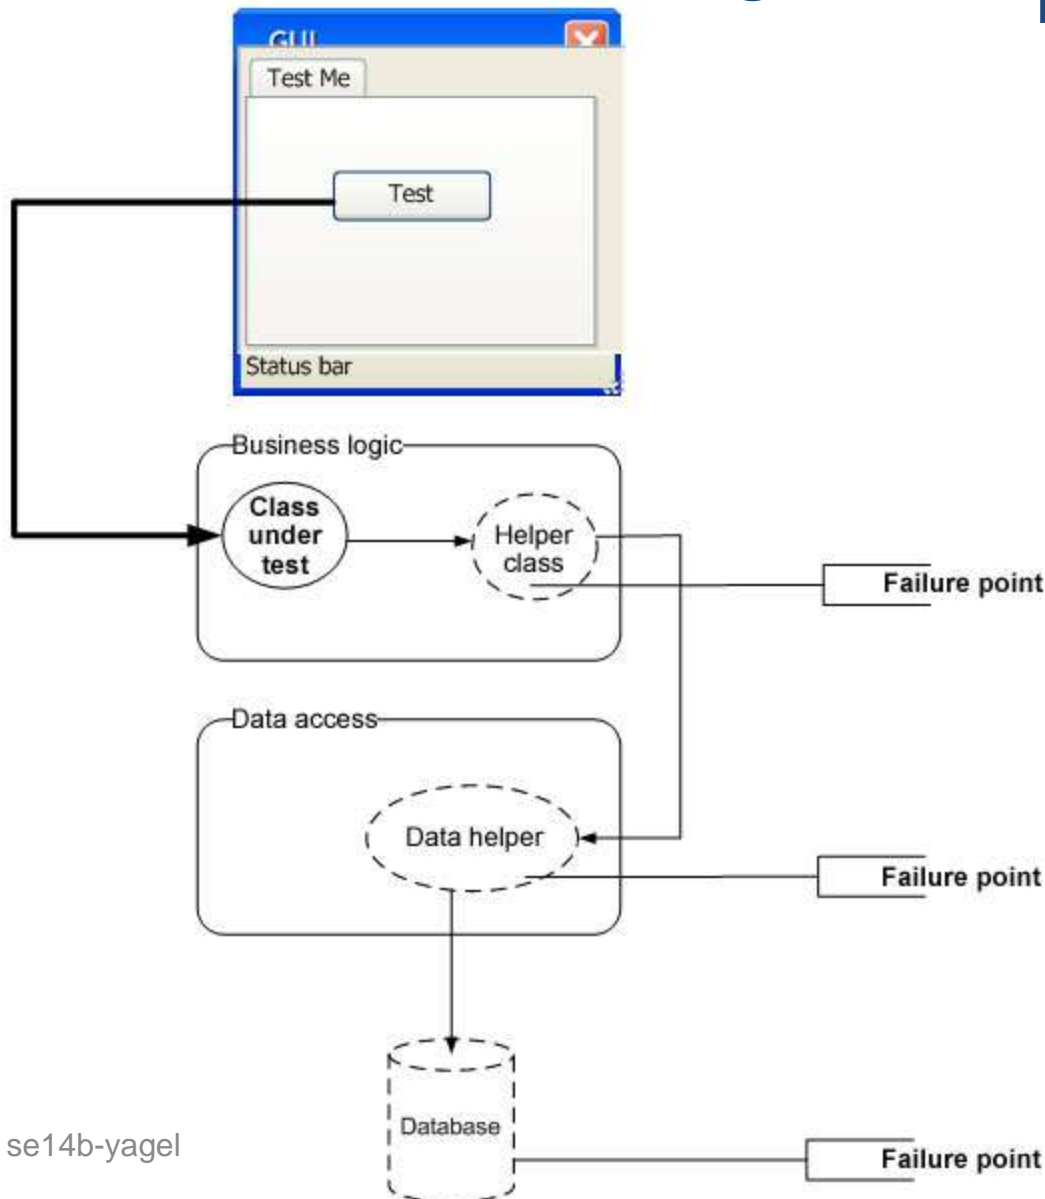 GUI
Test Me
Test
Status bar
Business logic
Class
under
test
Helper
class
Failure point
Data access
Data helper
Failure point
Database
se14b-yagel
Failure point